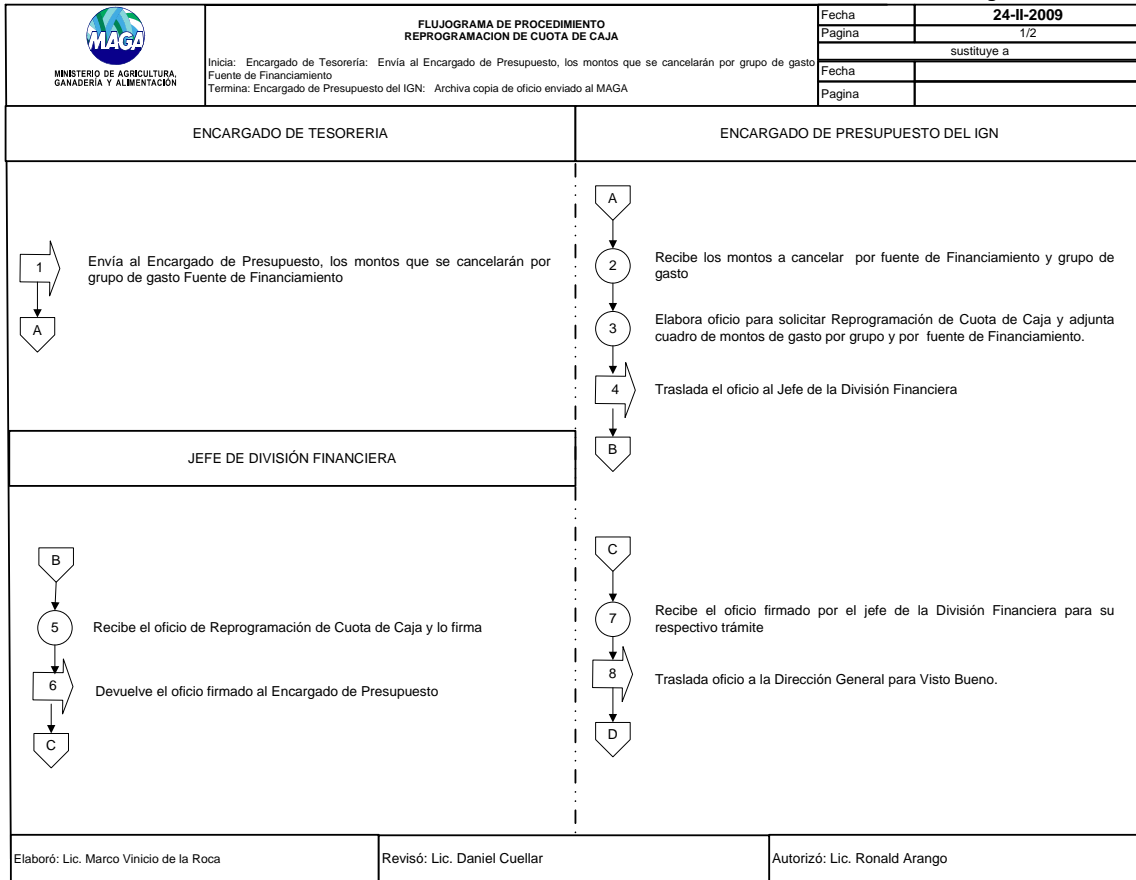 MAGA
MINISTERIO DE AGRICULTURA,
GANADERÍA Y ALIMENTACIÓN
FLUJOGRAMA DE PROCEDIMIENTO
REPROGRAMACION DE CUOTA DE CAJA
Inicia: Encargado de Tesorería: Envía al Encargado de Presupuesto, los montos que se cancelarán por grupo de gasto
Fuente de Financiamiento
Termina: Encargado de Presupuesto del IGN: Archiva copia de oficio enviado al MAGA
Fecha 24-II-2009
Pagina 1/2
sustituye a
Fecha
Pagina
ENCARGADO DE TESORERIA
1
Envía al Encargado de Presupuesto, los montos que se cancelarán por
grupo de gasto Fuente de Financiamiento
A
ENCARGADO DE PRESUPUESTO DEL IGN
A
2
Recibe los montos a cancelar por fuente de Financiamiento y grupo de
gasto
3
Elabora oficio para solicitar Reprogramación de Cuota de Caja y adjunta
cuadro de montos de gasto por grupo y por fuente de Financiamiento.
4
Traslada el oficio al Jefe de la División Financiera
B
JEFE DE DIVISIÓN FINANCIERA
B
5
Recibe el oficio de Reprogramación de Cuota de Caja y lo firma
6
Devuelve el oficio firmado al Encargado de Presupuesto
C
C
7
Recibe el oficio firmado por el jefe de la División Financiera para su
respectivo trámite
8
Traslada oficio a la Dirección General para Visto Bueno.
D
Elaboró: Lic. Marco Vinicio de la Roca
Revisó: Lic. Daniel Cuellar
Autorizó: Lic. Ronald Arango